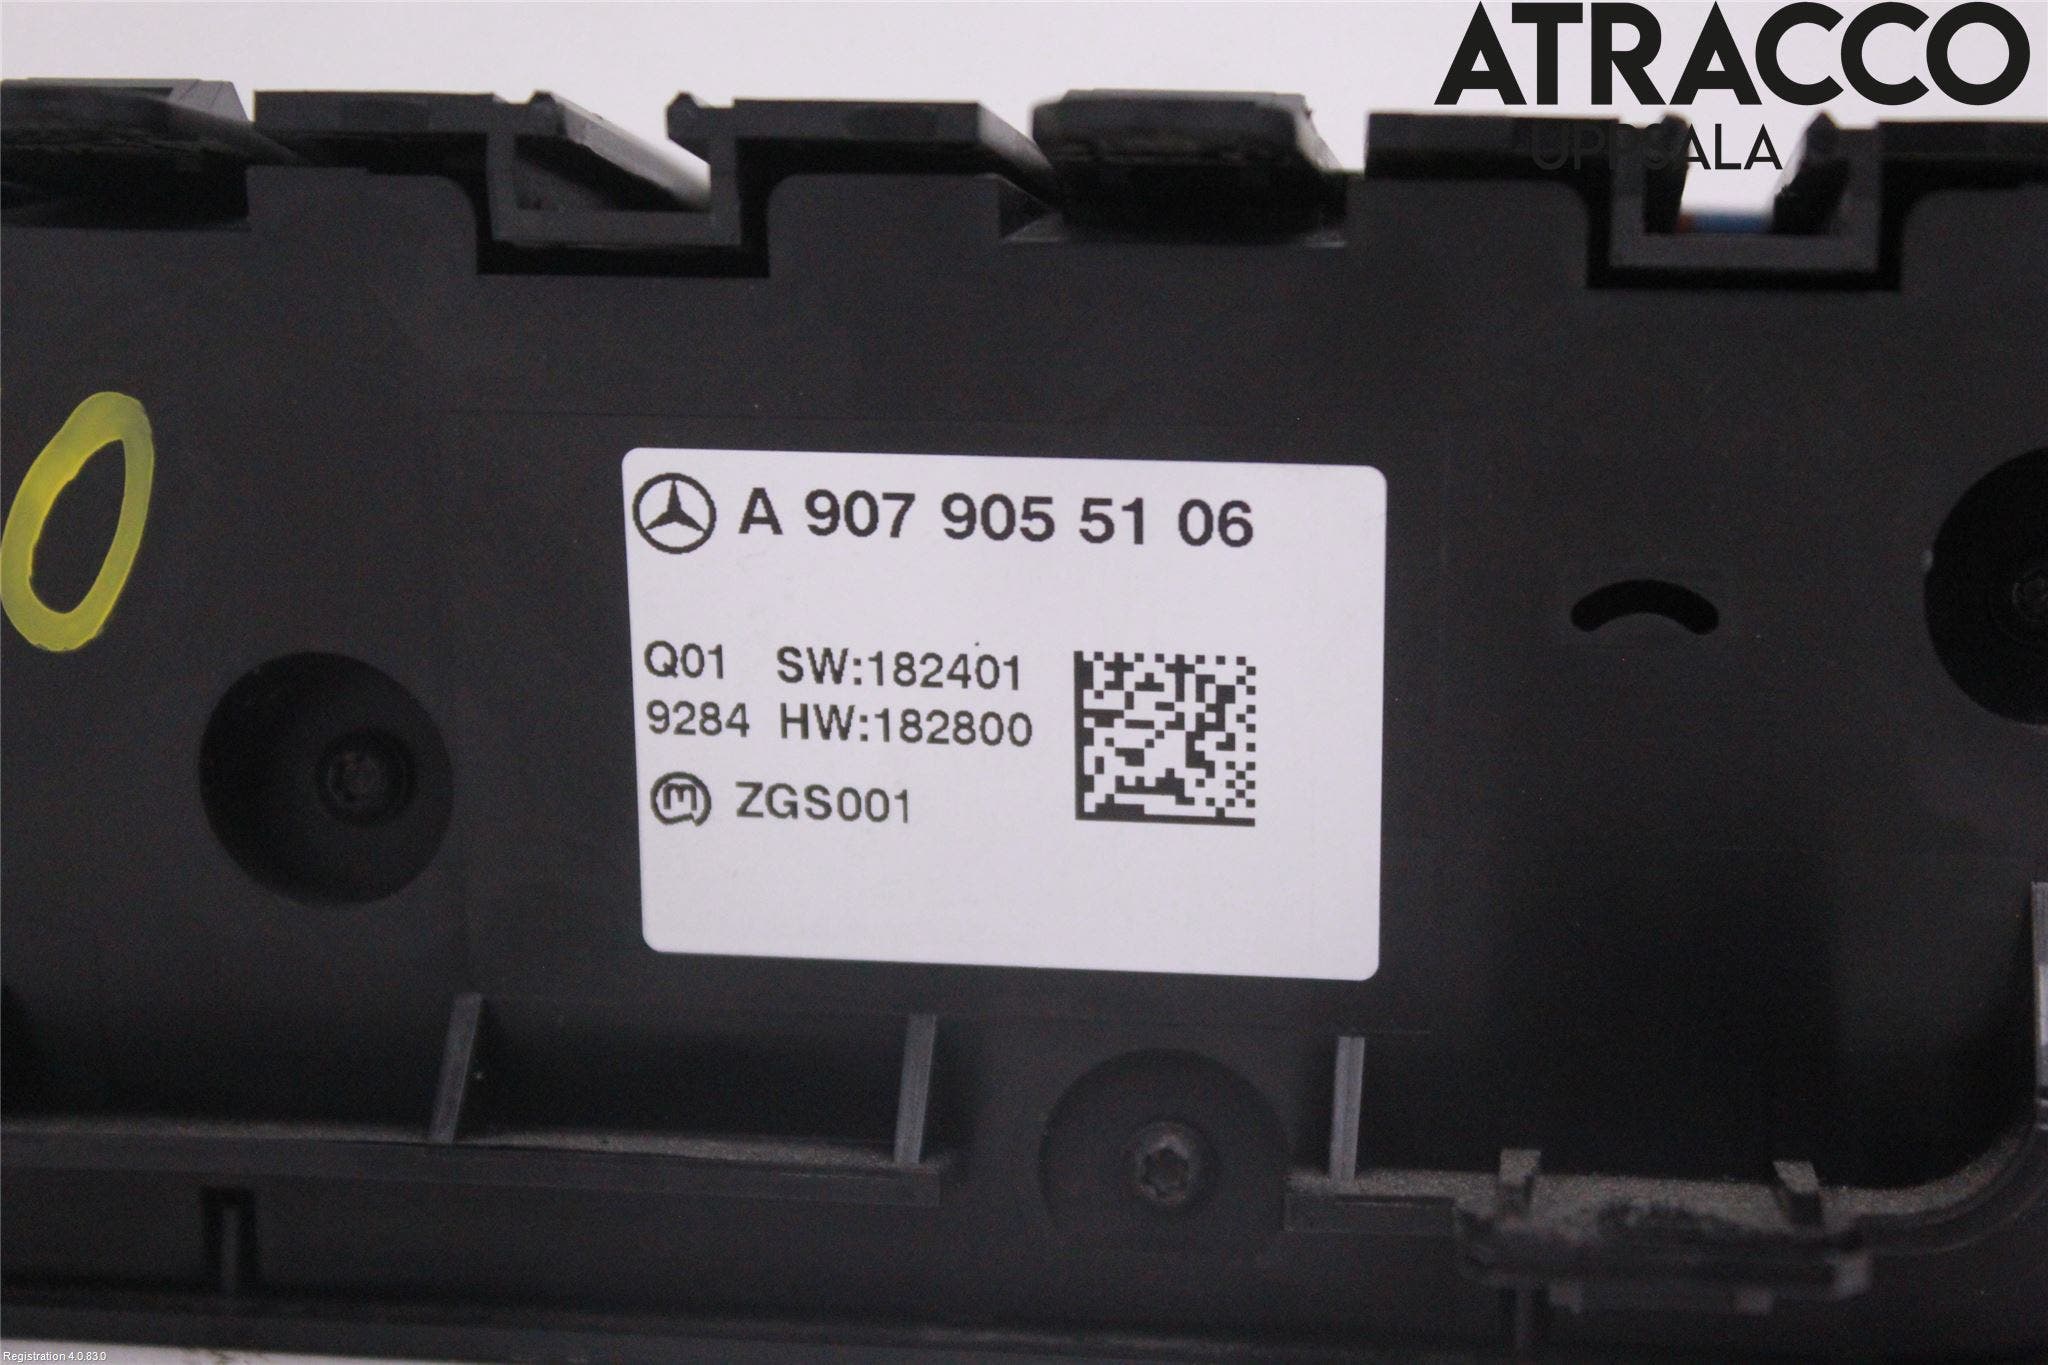 ATRACCO
UPPSALA
A 907 905 51 06
Q01 SW:182401
9284 HW:182800
m ZGS001
Registration 4.0.83.0